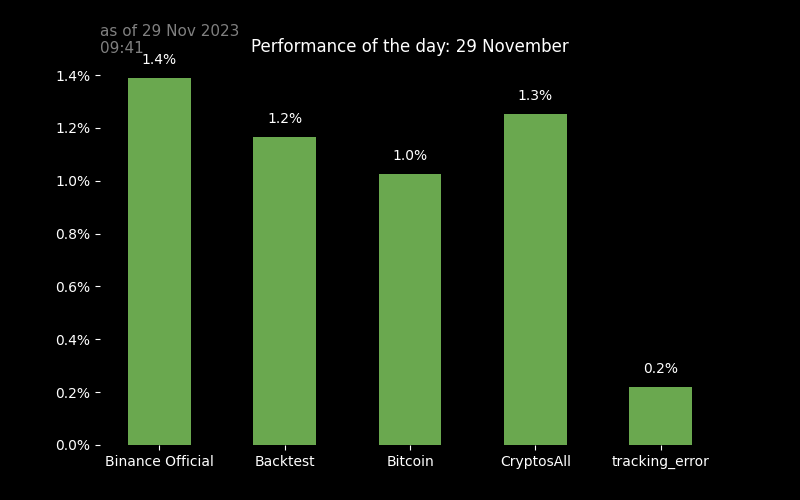 as of 29 Nov 2023
09:41
Performance of the day: 29 November
1.4%
1.2%
1.0%
0.8%
0.6%
0.4%
0.2%
0.0%
1.4%
1.2%
1.0%
1.3%
0.2%
Binance Official
Backtest
Bitcoin
CryptosAll
tracking_error